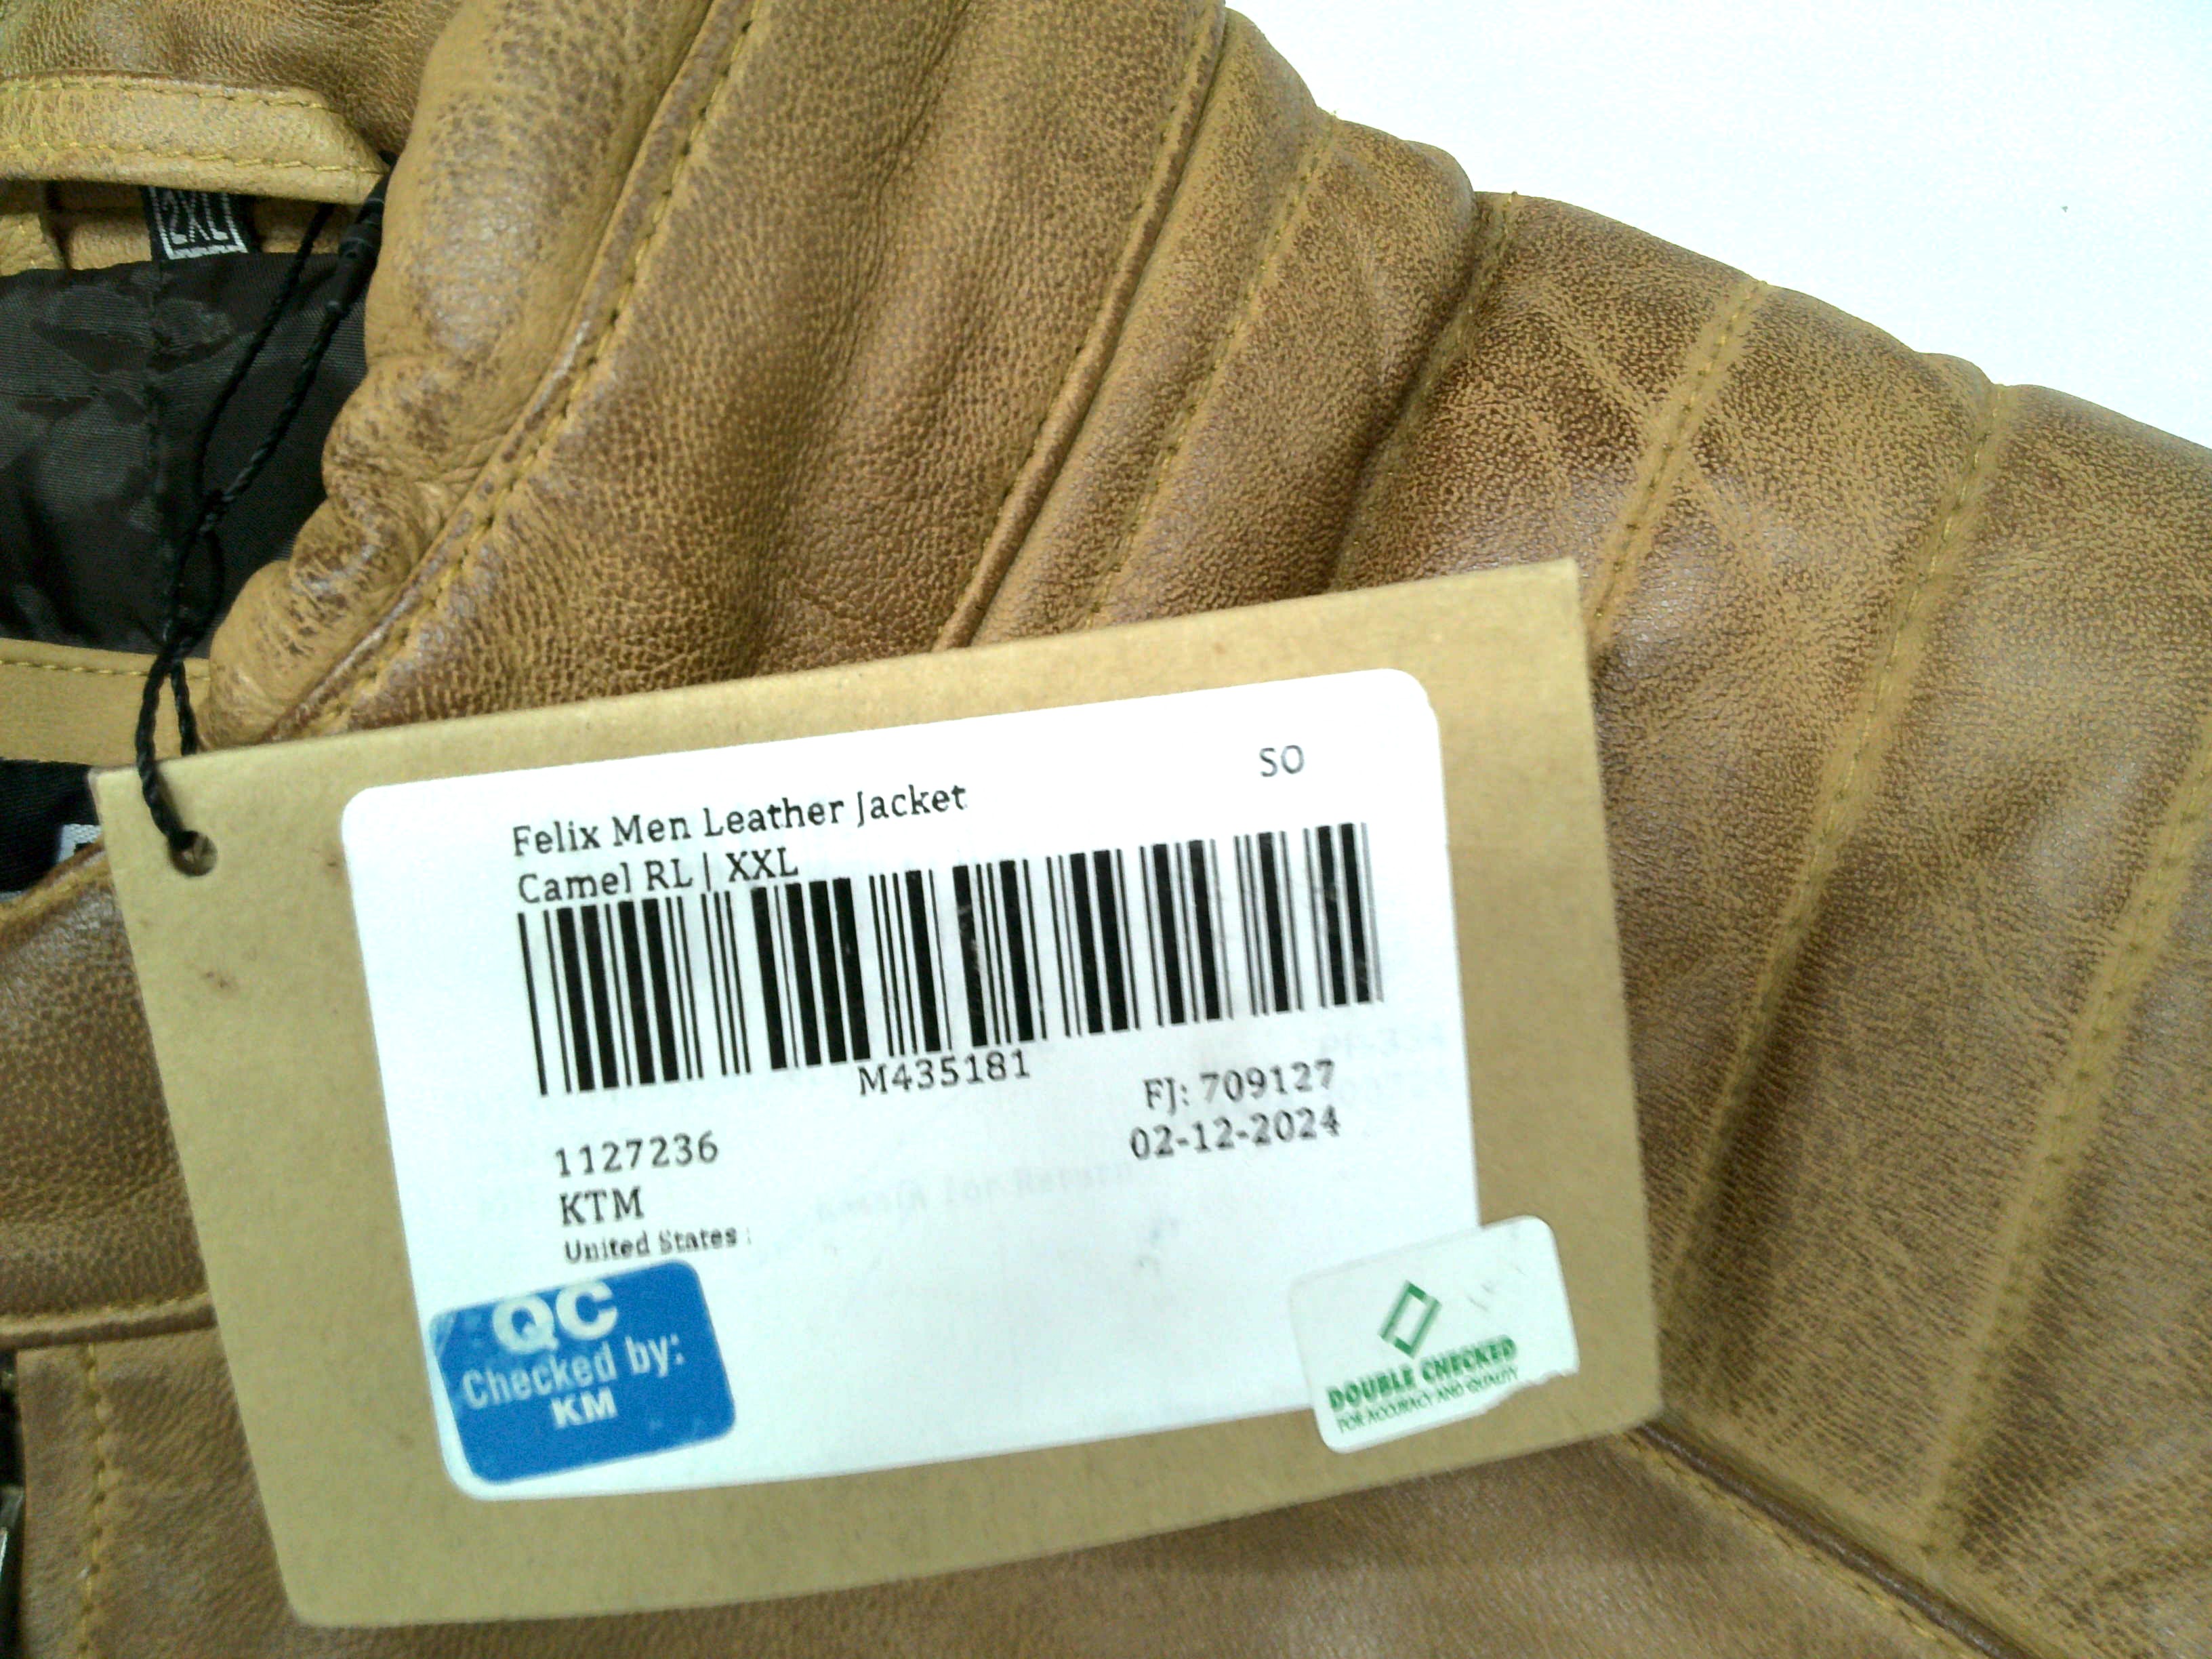 2XL
SO
Felix Men Leather Jacket
Camel RL | XXL
M435181
FJ: 709127
02-12-2024
1127236
KTM
United States :
QC
Checked by:
KM
DOUBLE CHECKED
FOR ACCURACY AND QUALITY